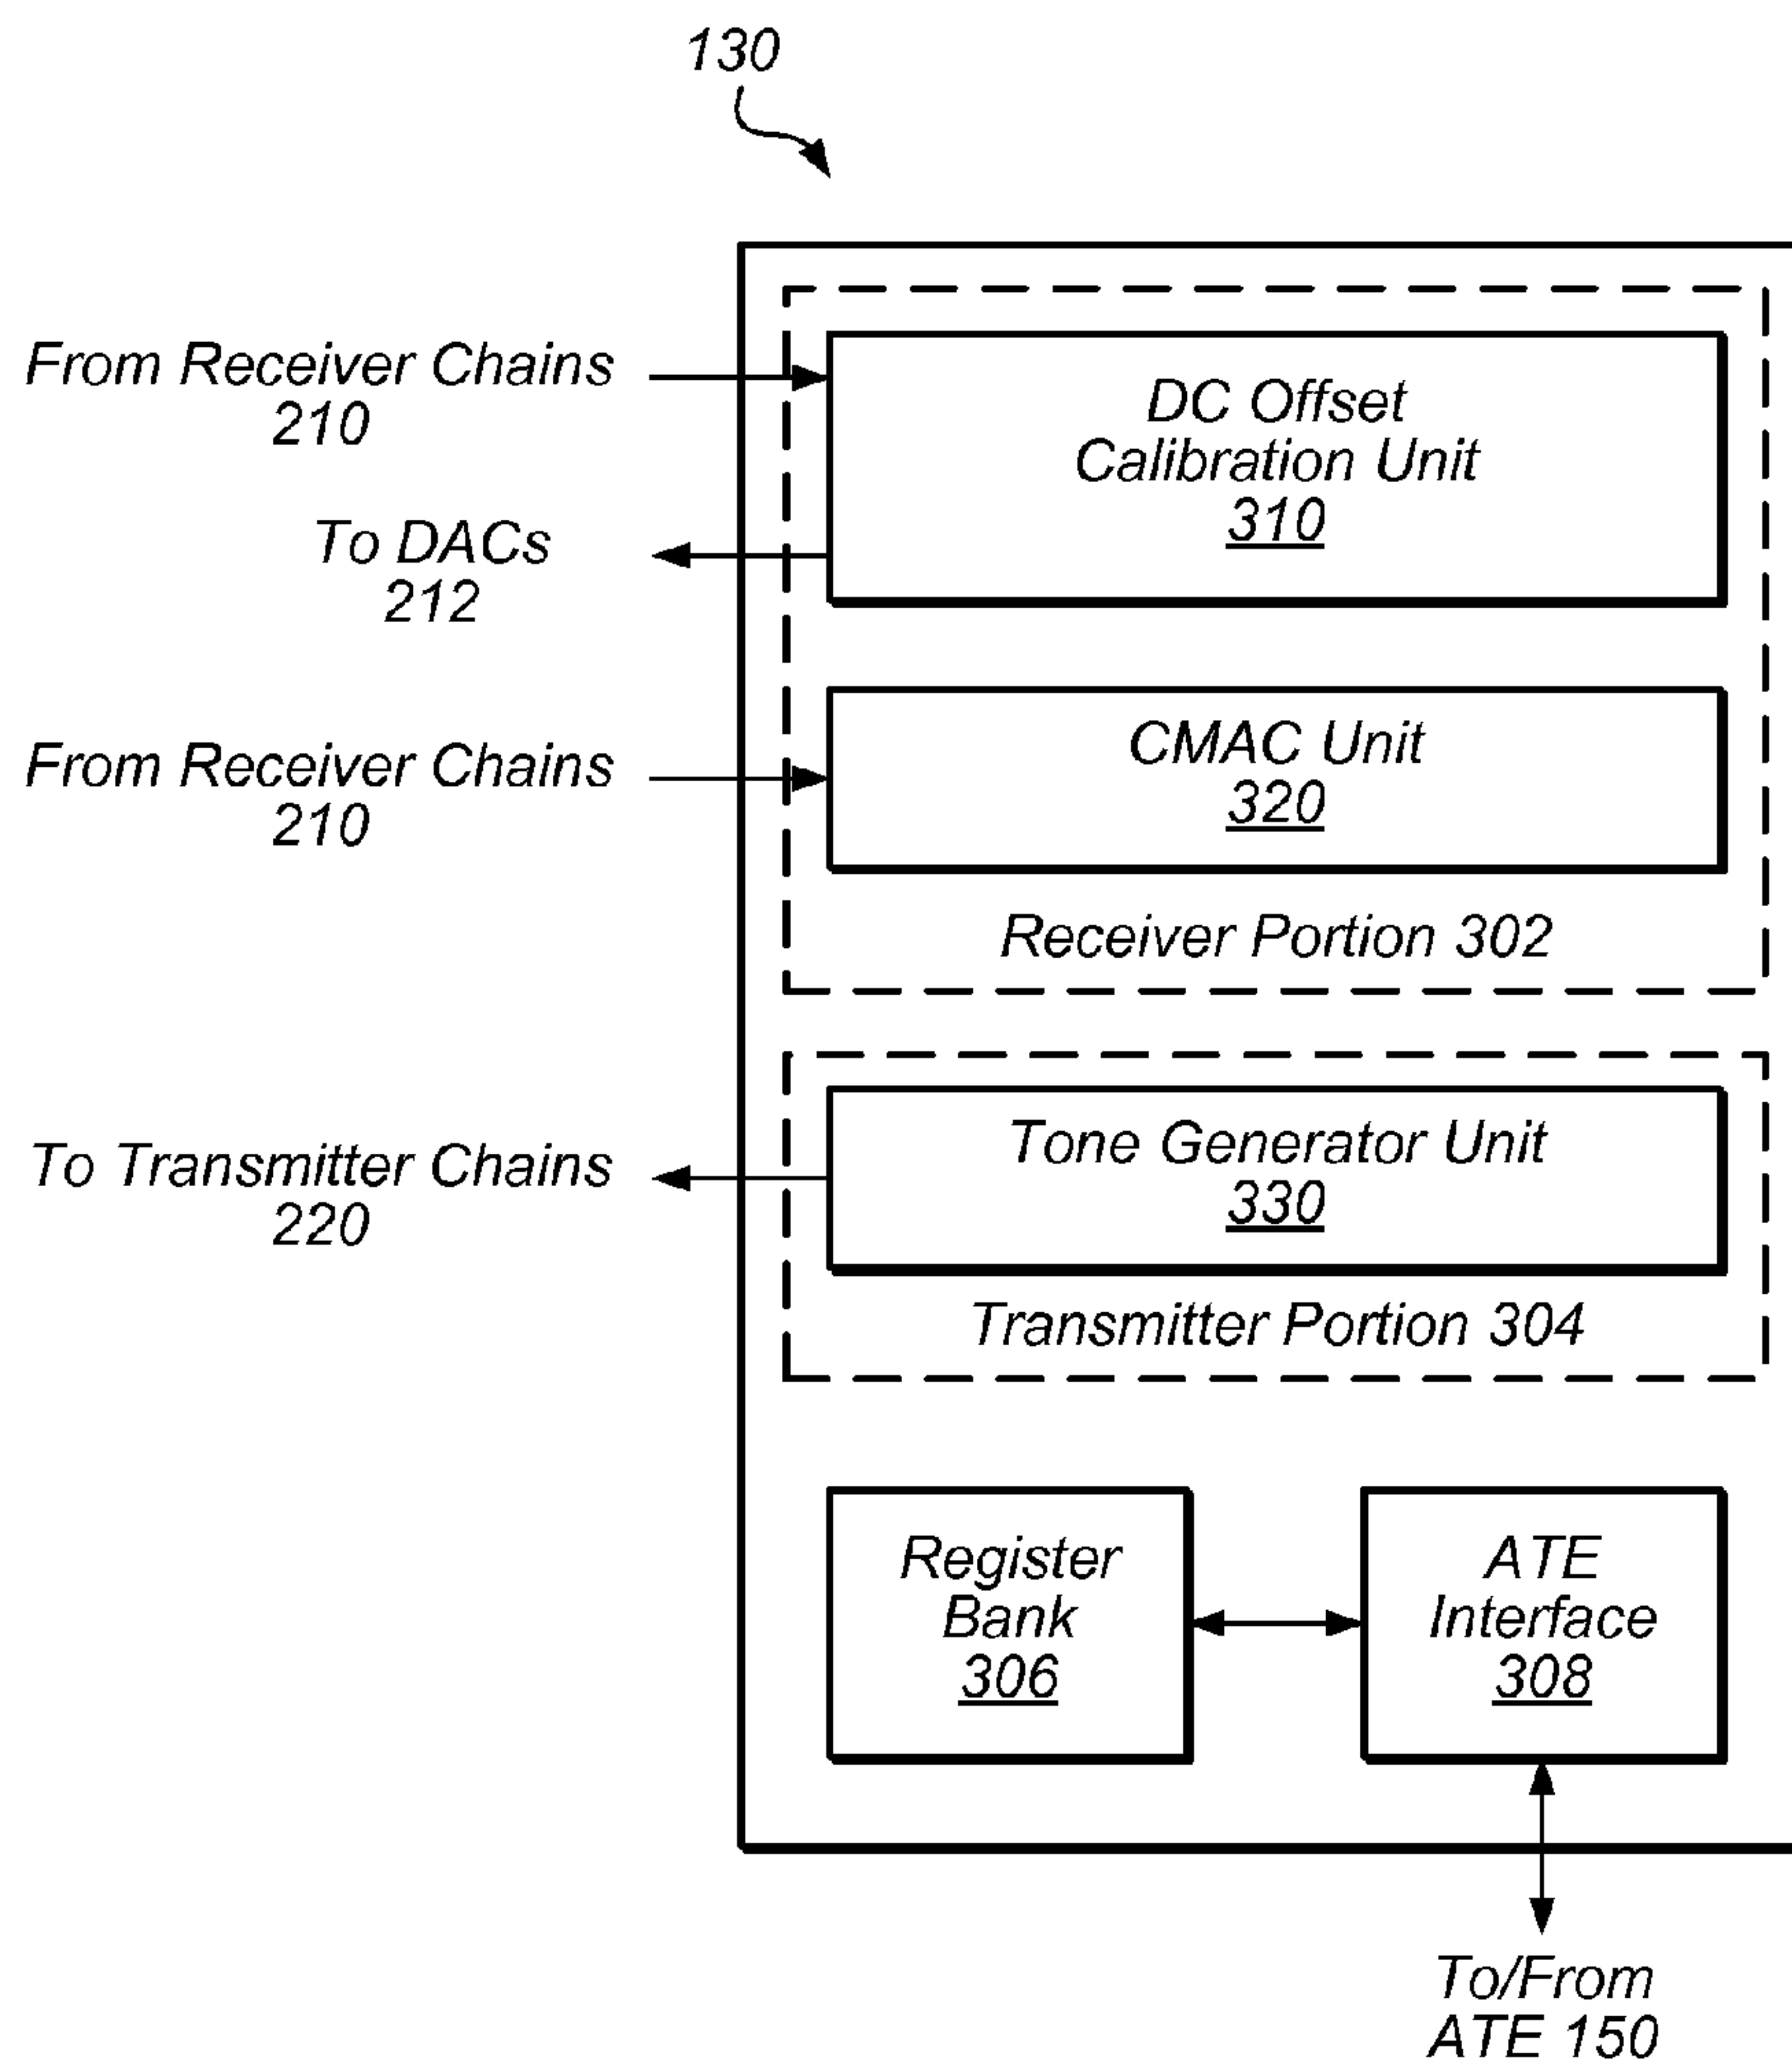 130
From Receiver Chains
210
DC Offset
Calibration Unit
310
To DACs
212
From Receiver Chains
210
CMAC Unit
320
Receiver Portion 302
To Transmitter Chains
220
Tone Generator Unit
330
Transmitter Portion 304
Register
Bank
306
ATE
Interface
308
To/From
ATE 150